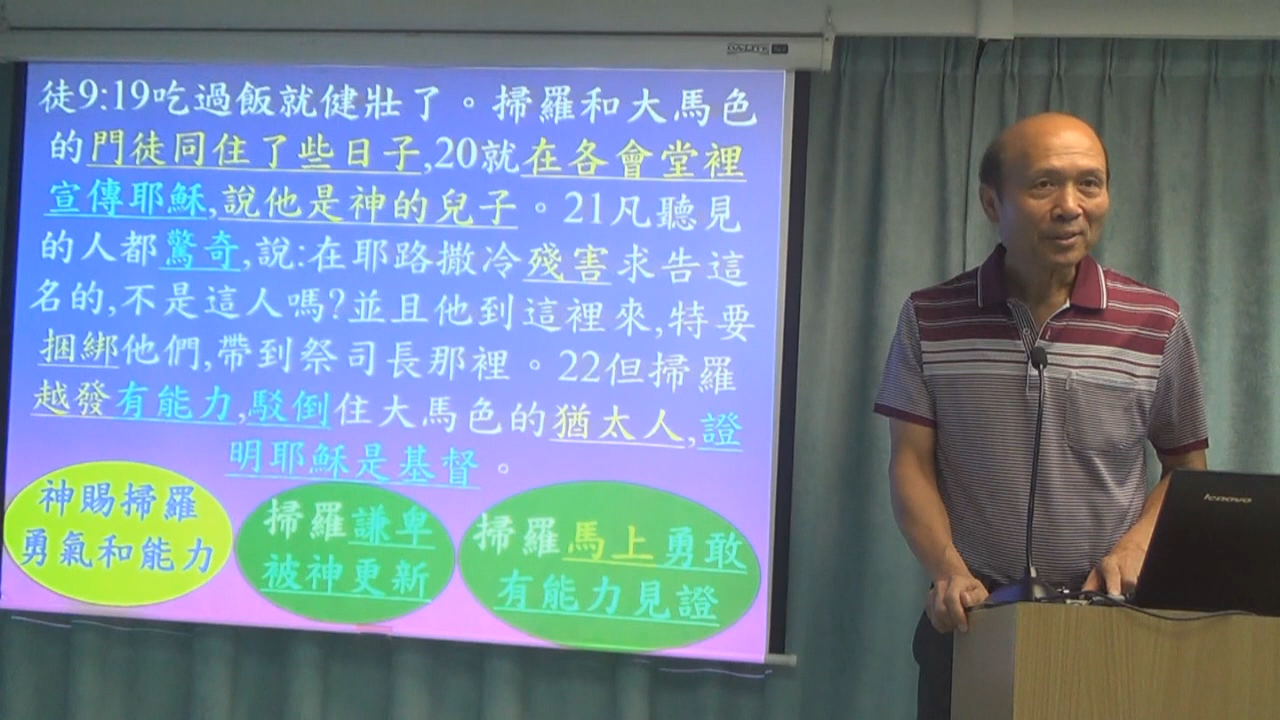 徒9:19吃過飯就健壯了。掃羅和大馬色
的門徒同住了些日子,20就在各會堂裡
宣傳耶穌,說他是神的兒子。21凡聽見
的人都驚奇,說:在耶路撒冷殘害求告這
名的,不是這人嗎?並且他到這裡來,特要
捆綁他們,帶到祭司長那裡。22但掃羅
越發有能力,駁倒住大馬色的猶太人,證
明耶穌是基督。
神賜掃羅
勇氣和能力
掃羅謙卑
被神更新
掃羅馬上勇敢
有能力見證
DA-LITE
lenovo